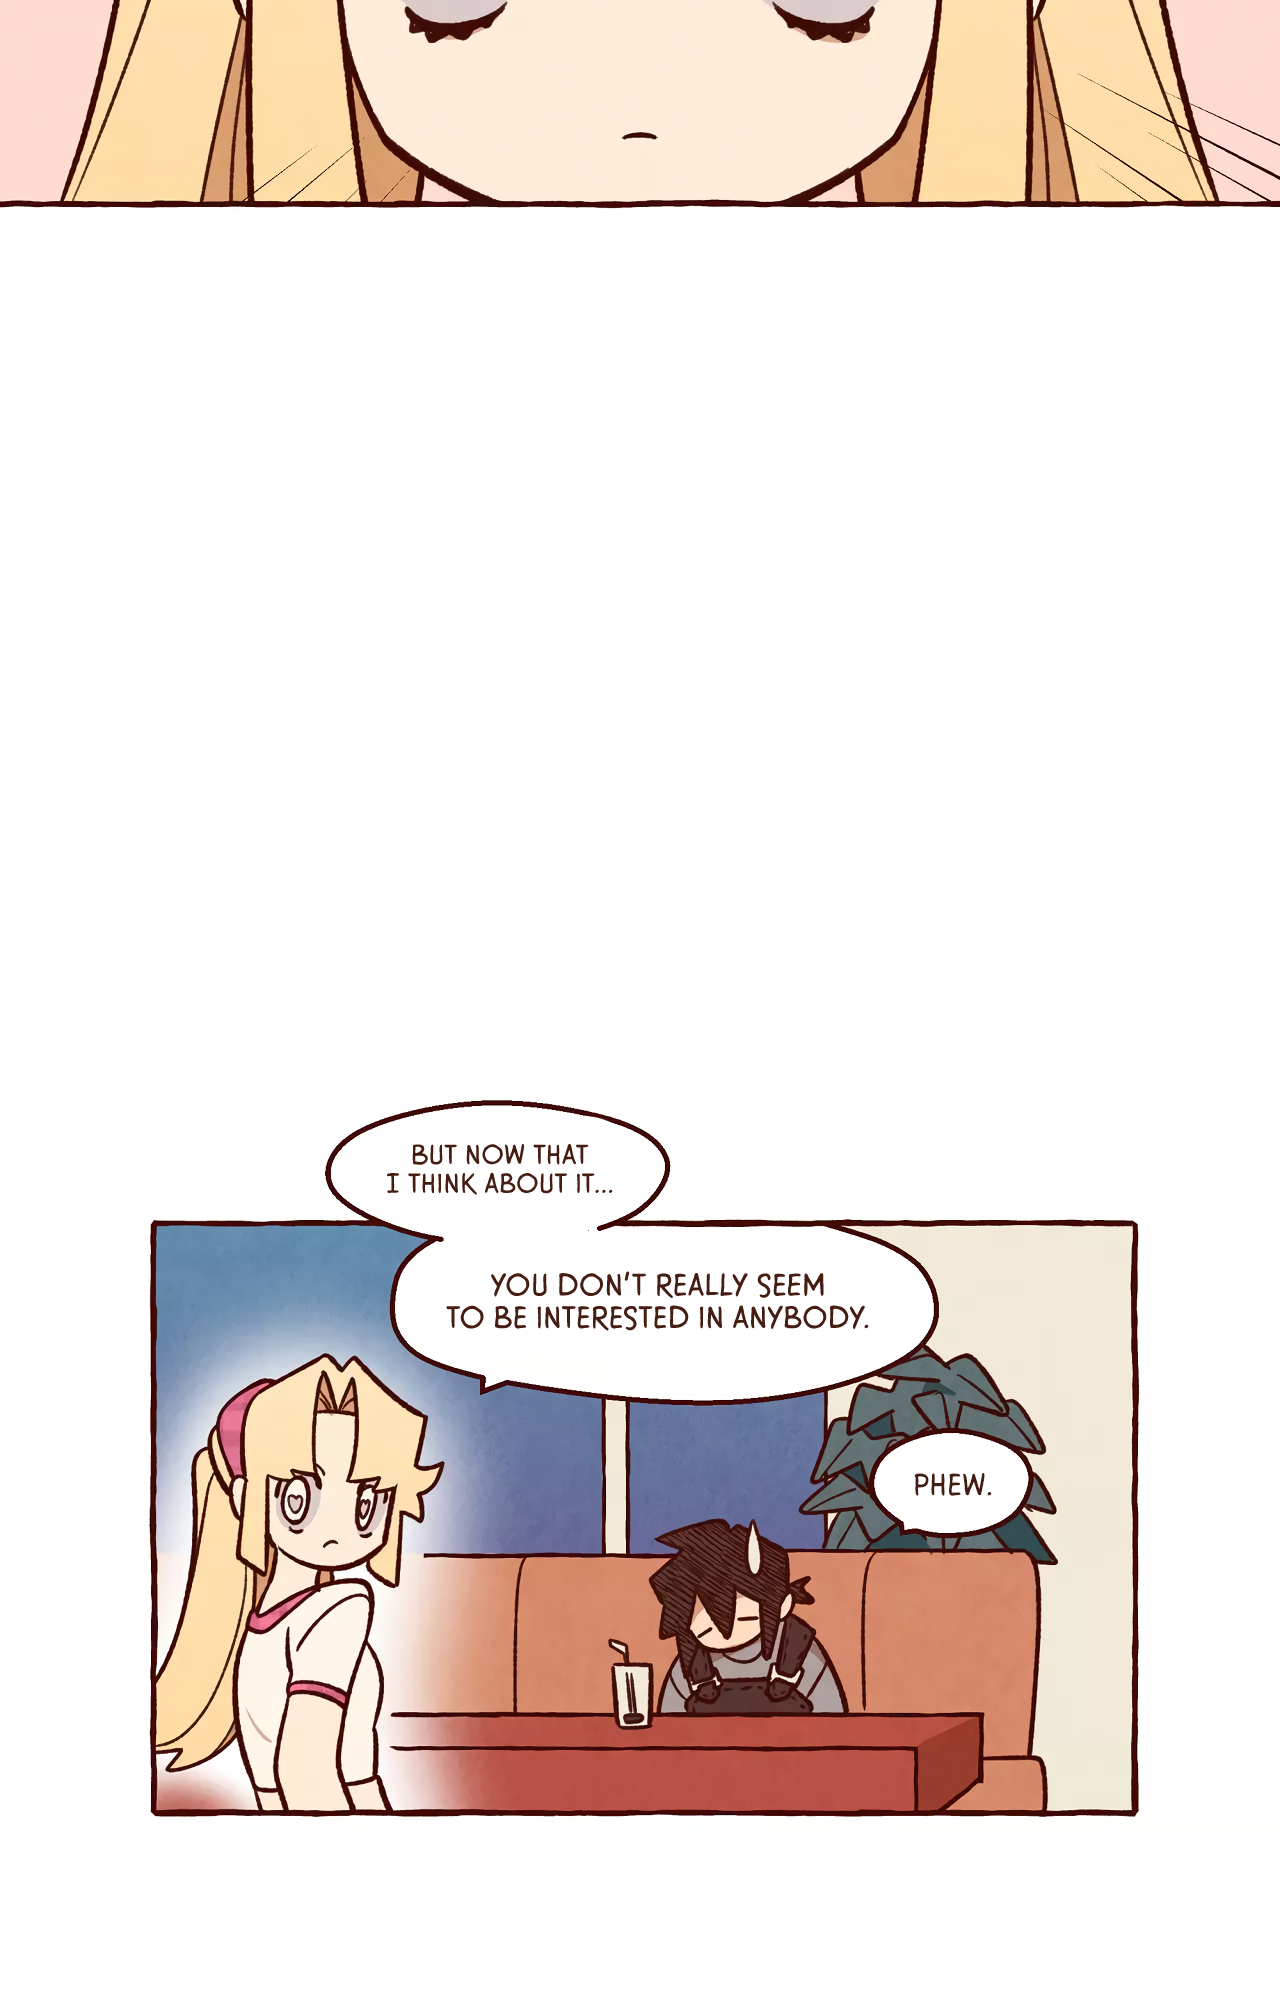 BUT NOW THAT
I THINK ABOUT IT...
YOU DON'T REALLY SEEM
TO BE INTERESTED IN ANYBODY.
PHEW.